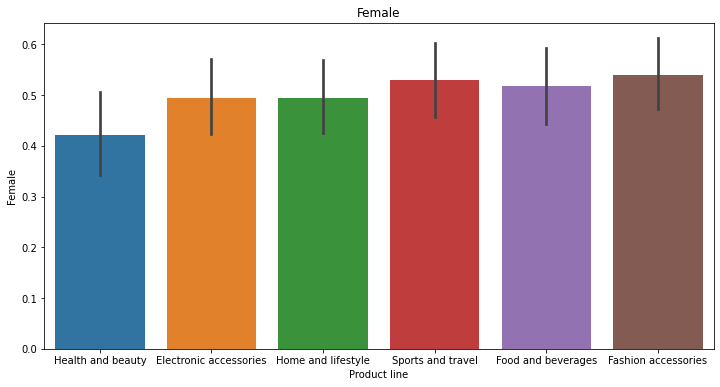 Female
Female
0.6
0.5
0.4
0.3
0.2
0.1
0.0
Health and beauty Electronic accessories Home and lifestyle Sports and travel Food and beverages Fashion accessories
Product line